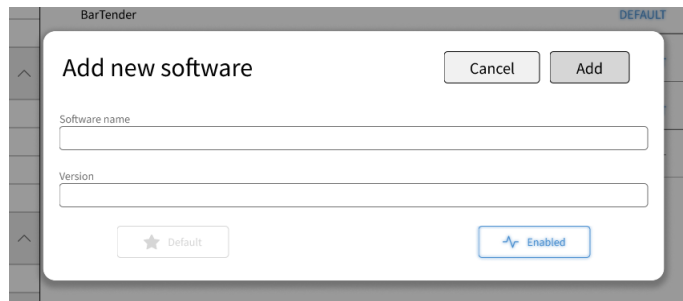 BarTender DEFAULT
Add new software Cancel Add
Software name
Version
Default Enabled